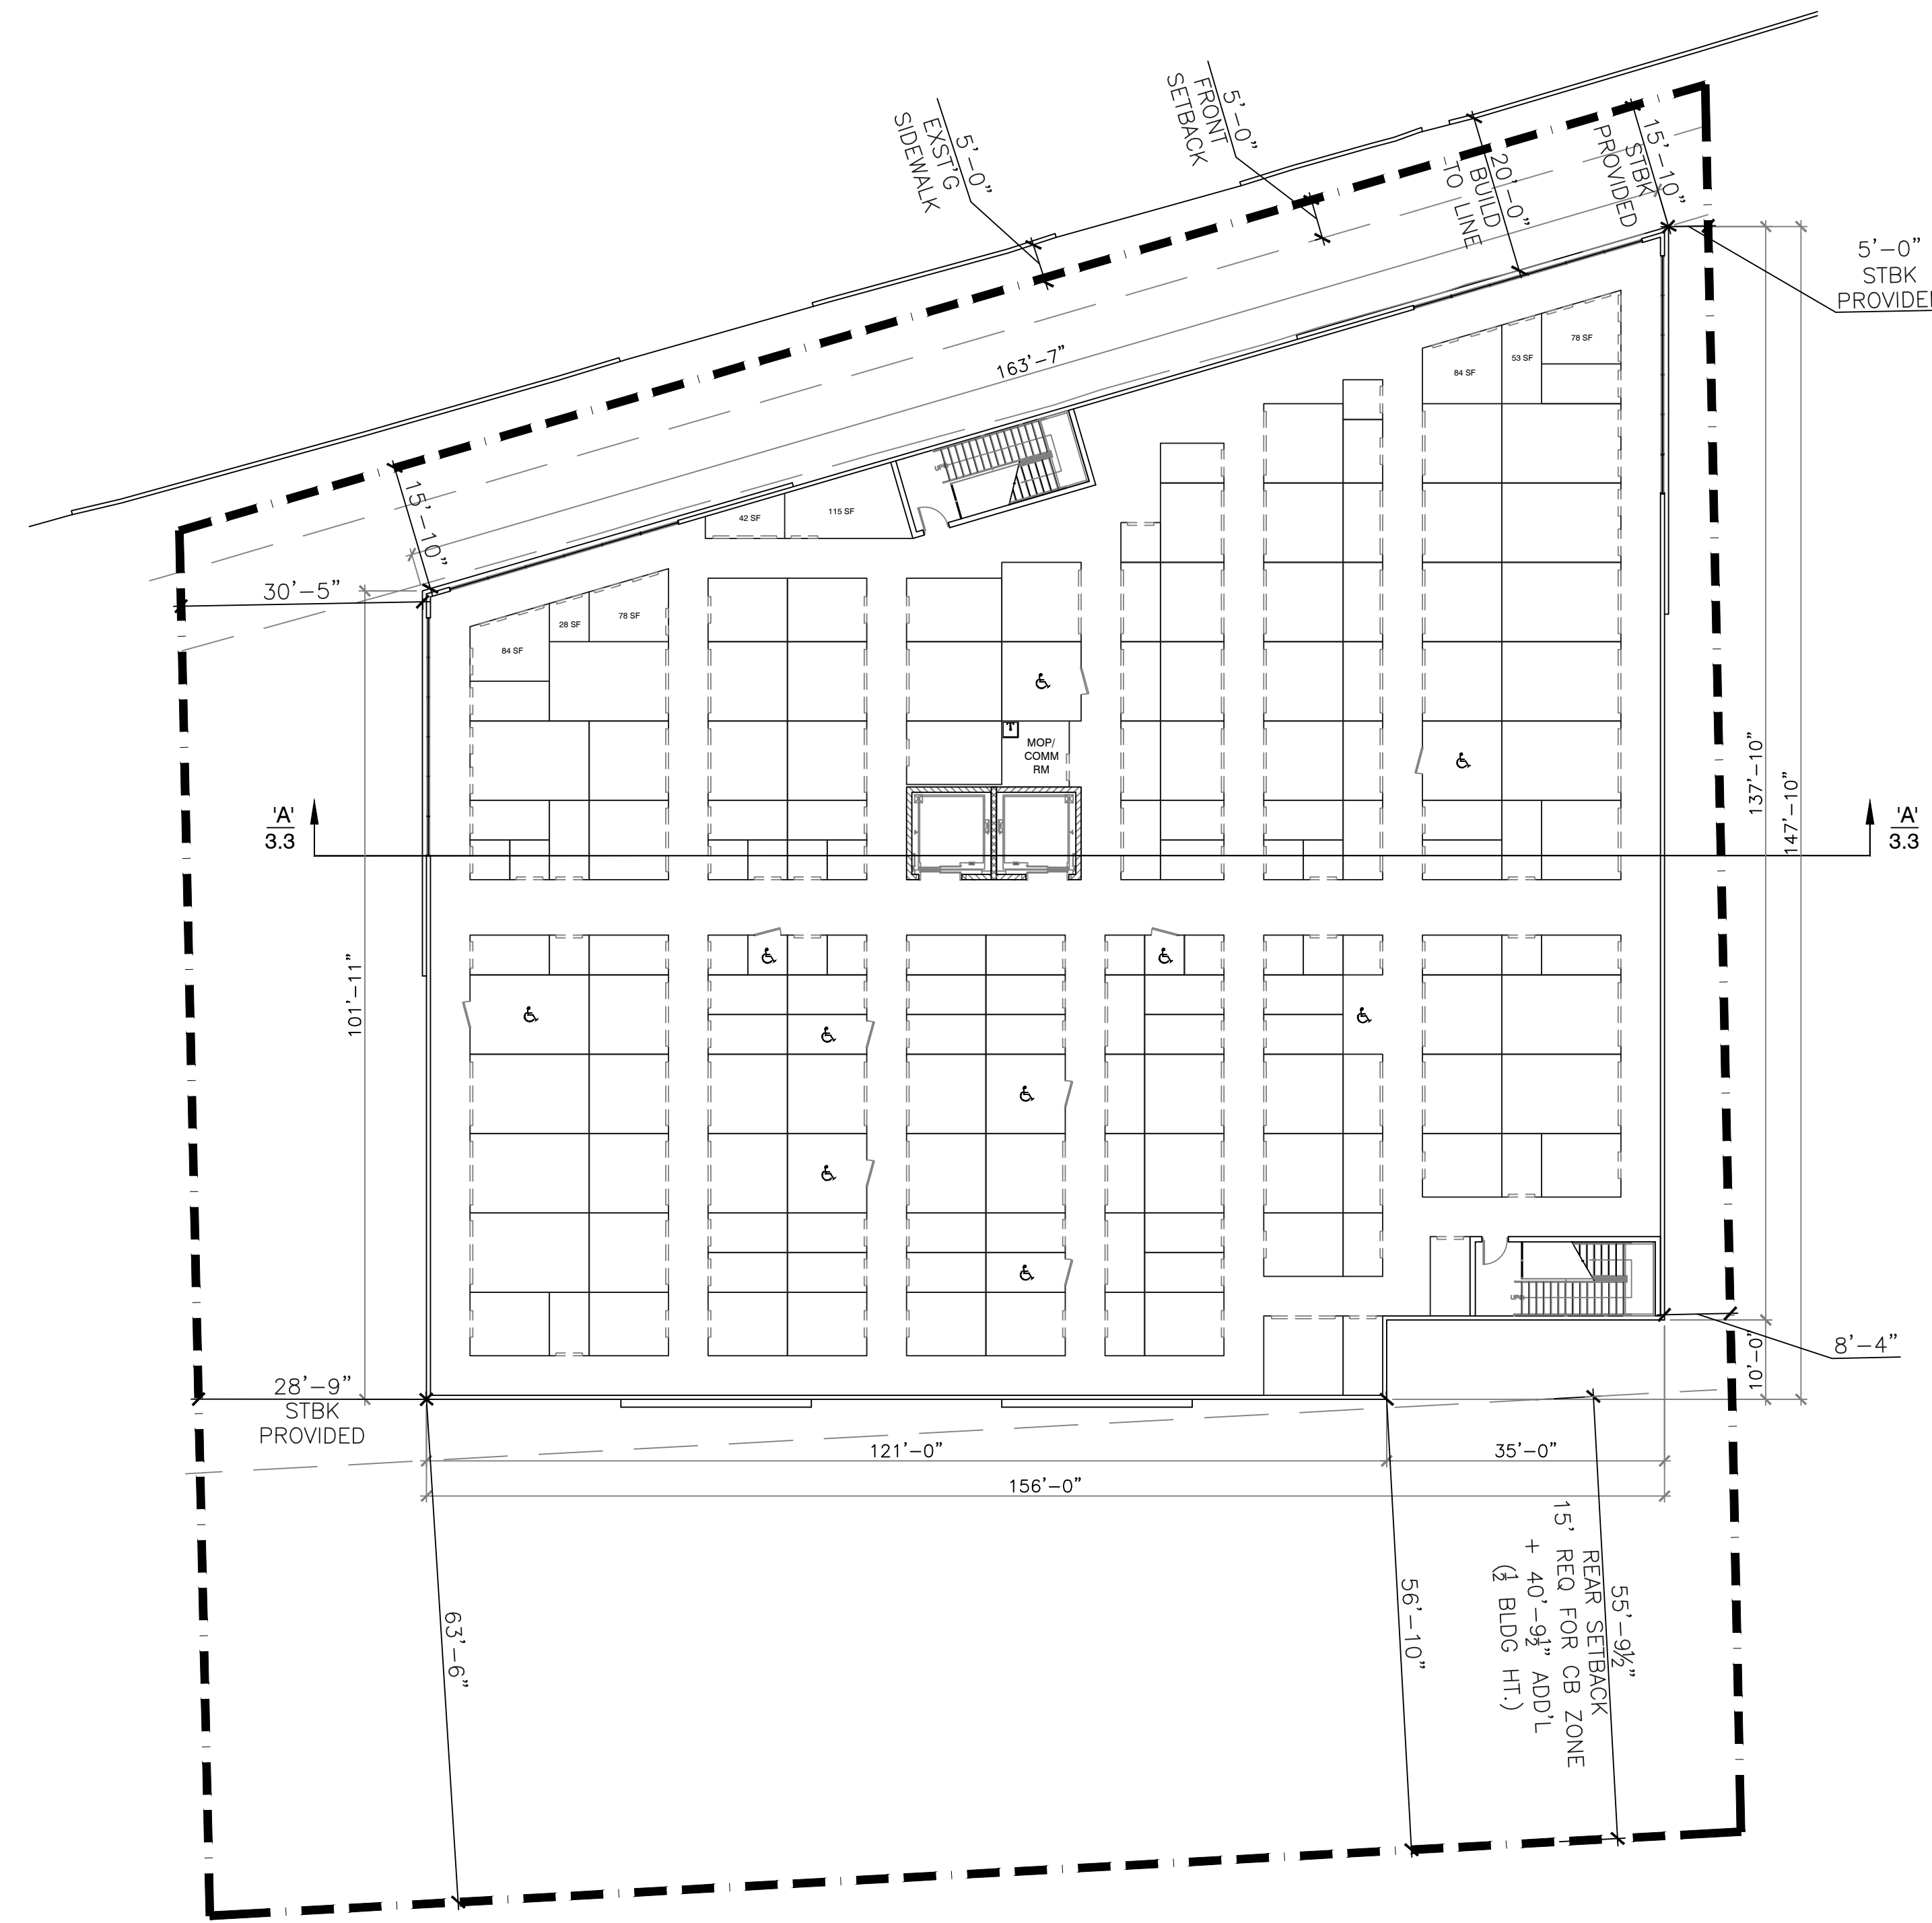 5'-0"
EXST'G
SIDEWALK
5'-0"
FRONT
SETBACK
20'-0"
BUILD
TO LINE
15'-10"
STBK
PROVIDED
5'-0"
STBK
163'-7"
15'-10"
30'-5"
84 SF
53 SF
78 SF
42 SF
115 SF
UP
84 SF
28 SF
78 SF
MOP/
COMM
RM
'A'
3.3
'A'
3.3
137'-10"
147'-10"
101'-11"
UP
10'-0"
8'-4"
28'-9"
STBK
PROVIDED
121'-0"
35'-0"
156'-0"
63'-6"
56'-10"
55'-9½"
REAR SETBACK
15' REQ FOR CB ZONE
+ 40'-9½" ADD'L
(½ BLDG HT.)